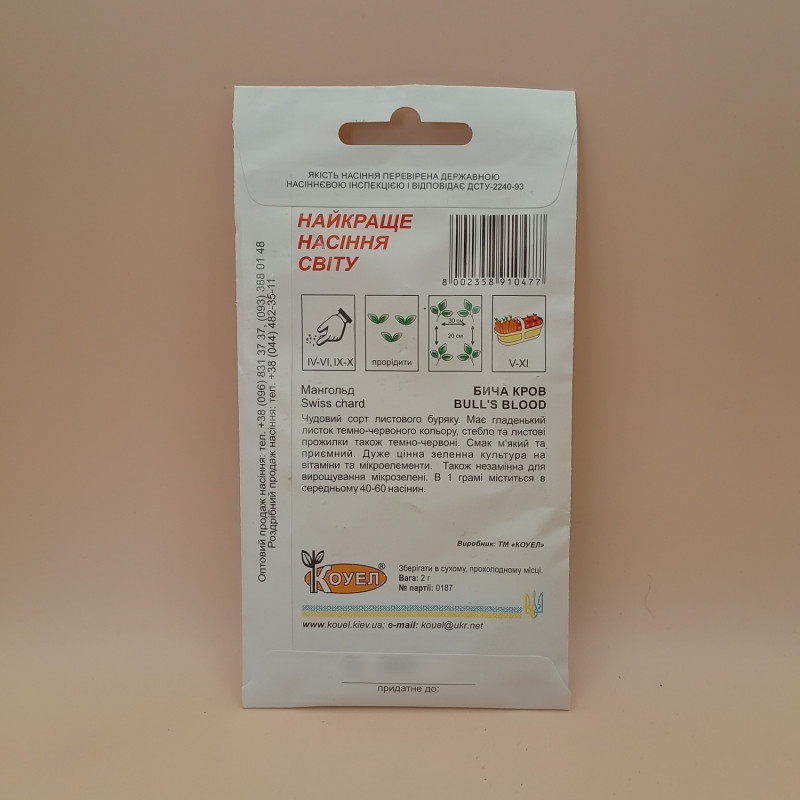 ЯКІСТЬ НАСІННЯ ПЕРЕВІРЕНА ДЕРЖАВНОЮ
НАСІННЄВОЮ ІНСПЕКЦІЄЮ І ВІДПОВІДАЄ ДСТУ-2240-93
НАЙКРАЩЕ
НАСІННЯ
СВІТУ
8 002358 910477
IV-VI, IX-X
прорідити
30 см
20 см
V-XI
Мангольд
Swiss chard
БИЧА КРОВ
BULL'S BLOOD
Чудовий сорт листового буряку. Має гладенький
листок темно-червоного кольору, стебло та листові
прожилки також темно-червоні. Смак м'який та
приємний. Дуже цінна зеленна культура на
вітаміни та мікроелементи. Також незамінна для
вирощування мікрозелені. В 1 грамі міститься в
середньому 40-60 насінин.
Виробник: ТМ «КОУЕЛ»
КОУЕЛ®
Зберігати в сухому, прохолодному місці.
Вага: 2 г
№ партії: 0187
www.kouel.kiev.ua; e-mail: kouel@ukr.net
придатне до:
Оптовий продаж насіння: тел. +38 (096) 831 37 37, (093) 388 01 48
Роздрібний продаж насіння: тел. +38 (044) 482-35-11